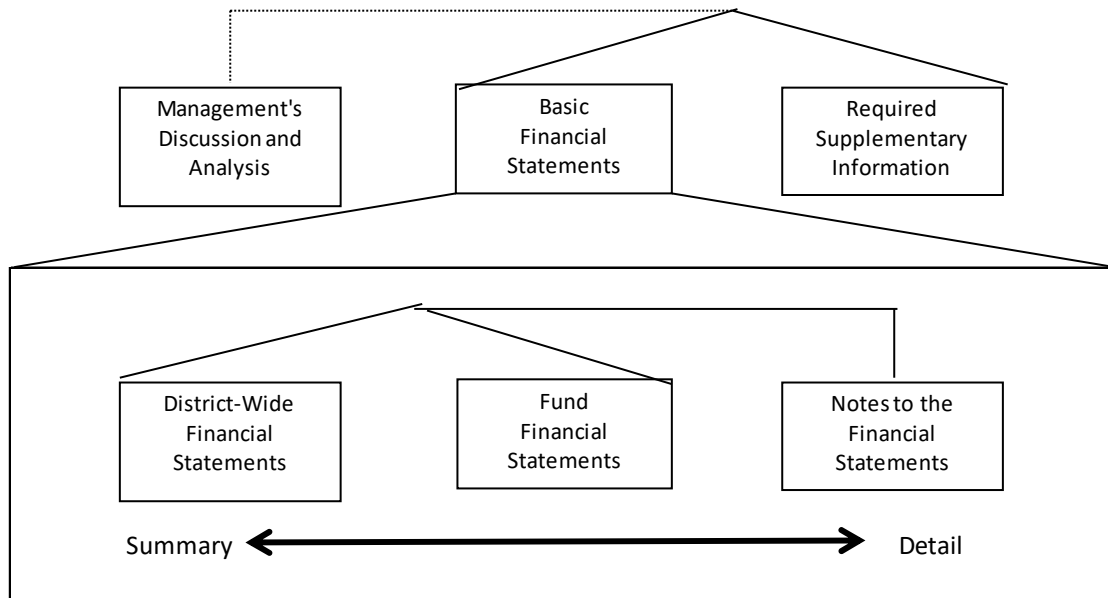 Management's
Discussion and
Analysis
Basic
Financial
Statements
Required
Supplementary
Information
District-Wide
Financial
Statements
Fund
Financial
Statements
Notes to the
Financial
Statements
Summary
Detail